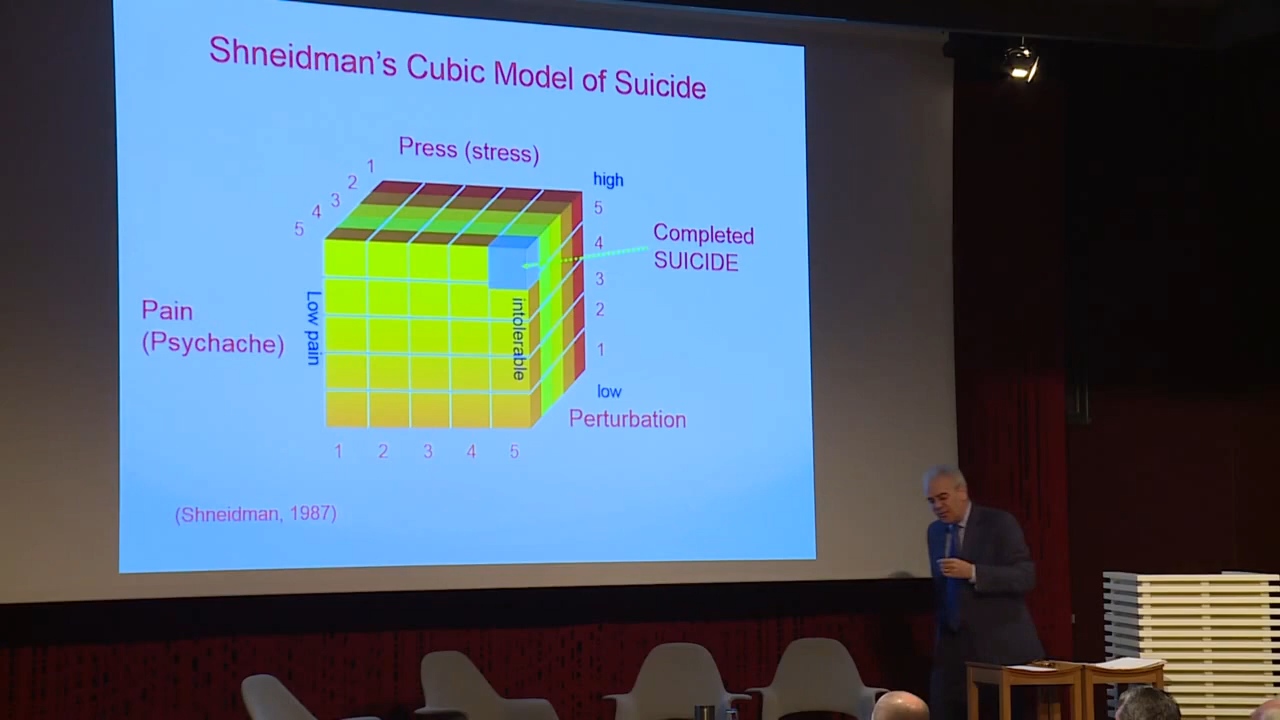 Shneidman's Cubic Model of Suicide
Press (stress)
1
2
3
4
5
high
5
4
3
2
1
low
Completed
SUICIDE
Pain
(Psychache)
Low pain
intolerable
Perturbation
1 2 3 4 5
(Shneidman, 1987)